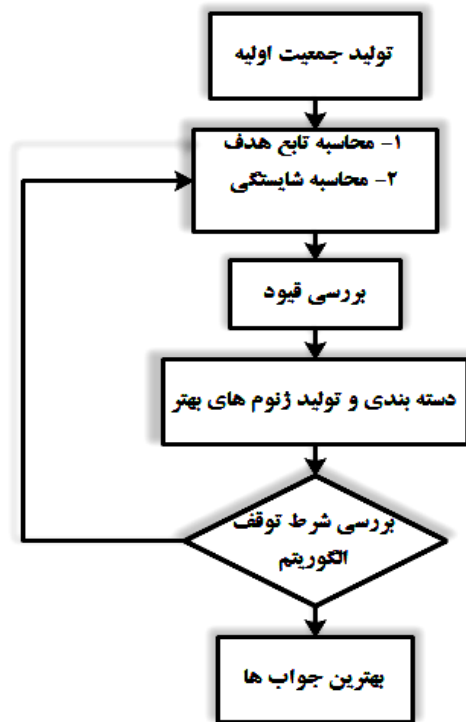 تولید جمعیت اولیه
۱- محاسبه تابع هدف
۲- محاسبه شایستگی
بررسی قیود
دسته بندی و تولید ژنوم های بهتر
بررسی شرط توقف
الگوریتم
بهترین جواب ها